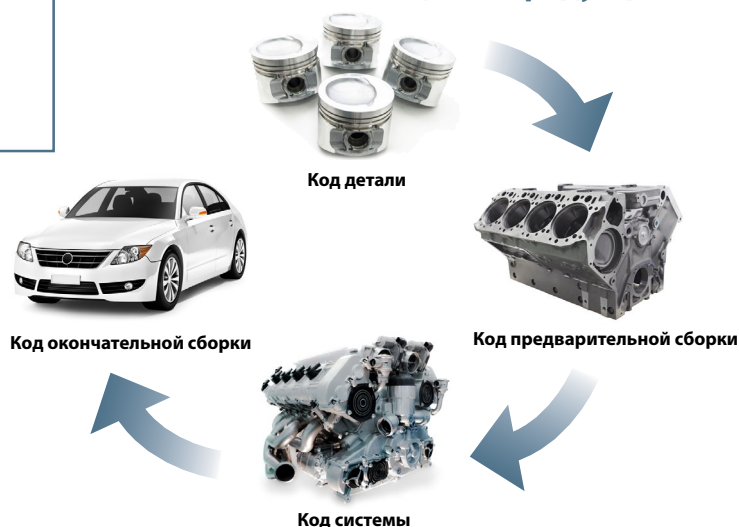 Код детали
Код окончательной сборки
Код предварительной сборки
Код системы